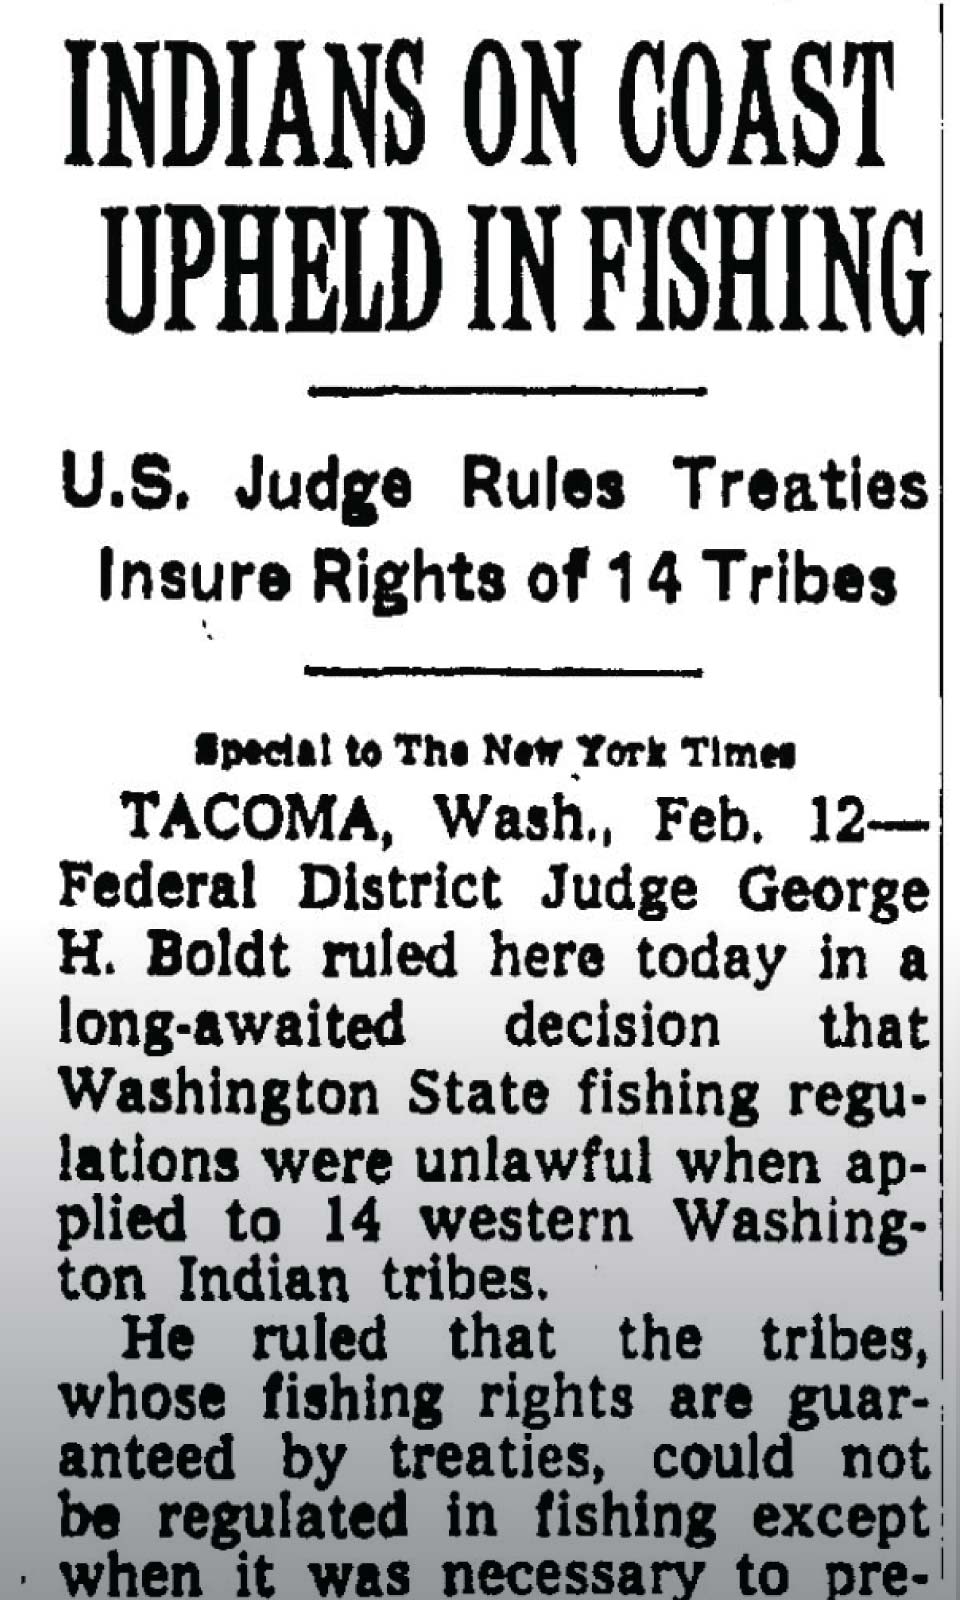 INDIANS ON COAST
UPHELD IN FISHING
U.S. Judge Rules Treaties
Insure Rights of 14 Tribes
Special to The New York Times
TACOMA, Wash., Feb. 12—
Federal District Judge George
H. Boldt ruled here today in a
long-awaited decision that
Washington State fishing regu-
lations were unlawful when ap-
plied to 14 western Washing-
ton Indian tribes.
He ruled that the tribes,
whose fishing rights are guar-
anteed by treaties, could not
be regulated in fishing except
when it was necessary to pre-